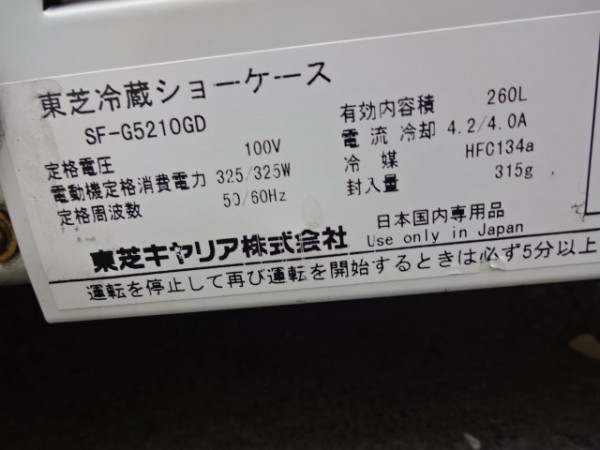 東芝冷蔵ショーケース
SF-G5210GD
定格電圧 100V
電動機定格消費電力 325/325W
定格周波数 50/60Hz
有効内容積 260L
電流 冷却 4.2/4.0A
冷媒 HFC134a
封入量 315g
東芝キヤリア株式会社
日本国内専用品
Use only in Japan
運転を停止して再び運転を開始するときは必ず5分以上